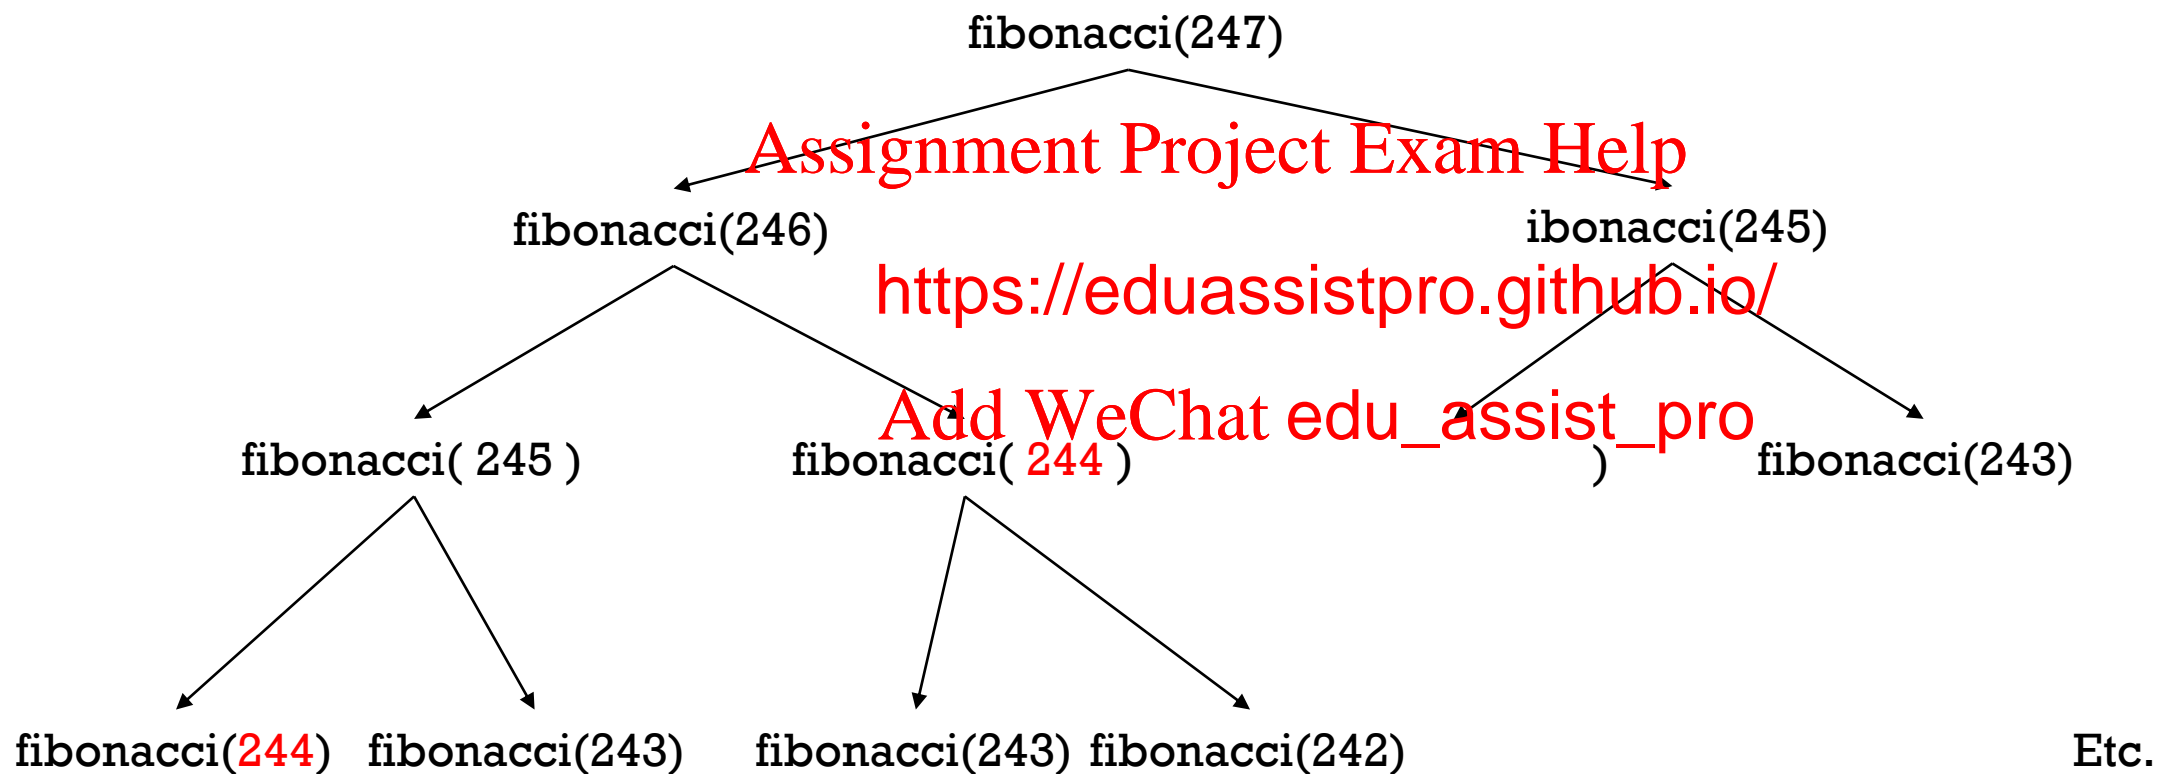 fibonacci(247)
Assignment Project Exam Help
fibonacci(246)
ibonacci(245)
https://eduassistpro.github.io/
Add WeChat edu_assist_pro
fibonacci( 245 )
fibonacci( 244 )
)
fibonacci(243)
fibonacci(244)
fibonacci(243)
fibonacci(243)
fibonacci(242)
Etc.